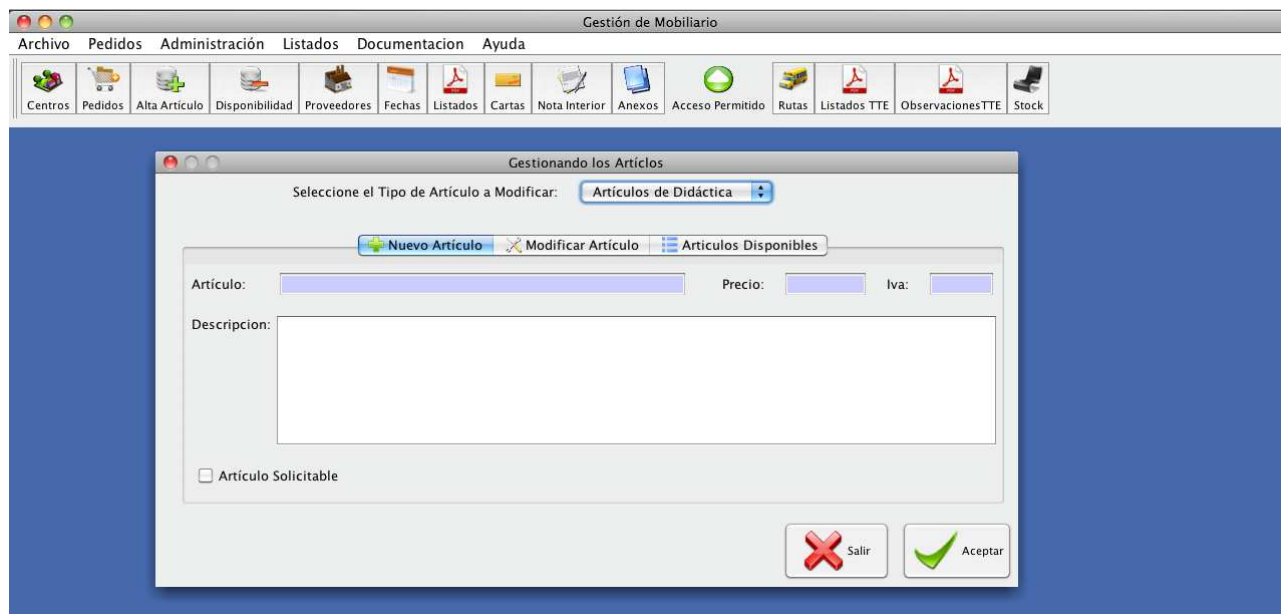 Gestión de Mobiliario
Archivo Pedidos Administración Listados Documentacion Ayuda
Centros Pedidos Alta Artículo Disponibilidad Proveedores Fechas Listados Cartas Nota Interior Anexos Acceso Permitido Rutas Listados TTE ObservacionesTTE Stock
Gestionando los Artíclos
Seleccione el Tipo de Artículo a Modificar: Artículos de Didáctica
Nuevo Artículo Modificar Artículo Articulos Disponibles
Artículo: Precio: Iva:
Descripcion:
Artículo Solicitable
Salir Aceptar